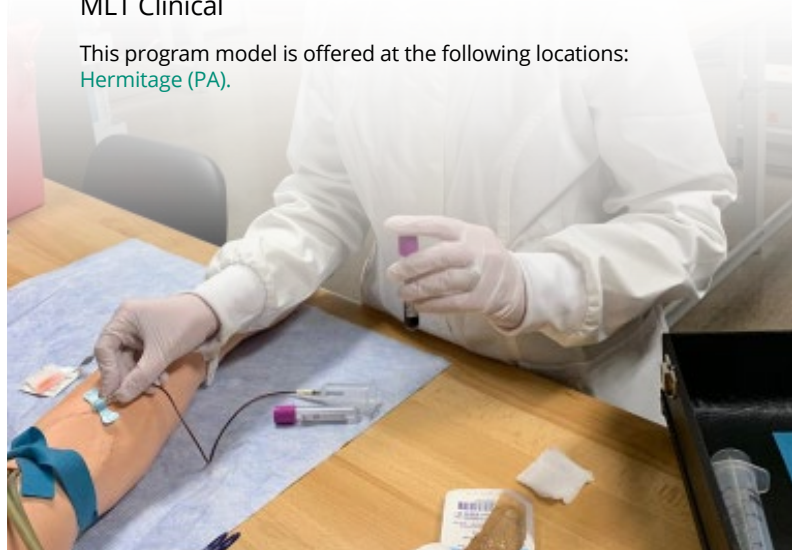 MLT Clinical
This program model is offered at the following locations:
Hermitage (PA).